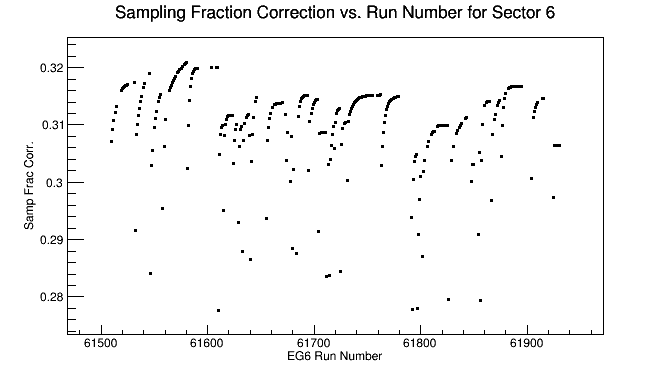 Sampling Fraction Correction vs. Run Number for Sector 6
Samp Frac Corr.
0.32
0.31
0.3
0.29
0.28
61500 61600 61700 61800 61900
EG6 Run Number